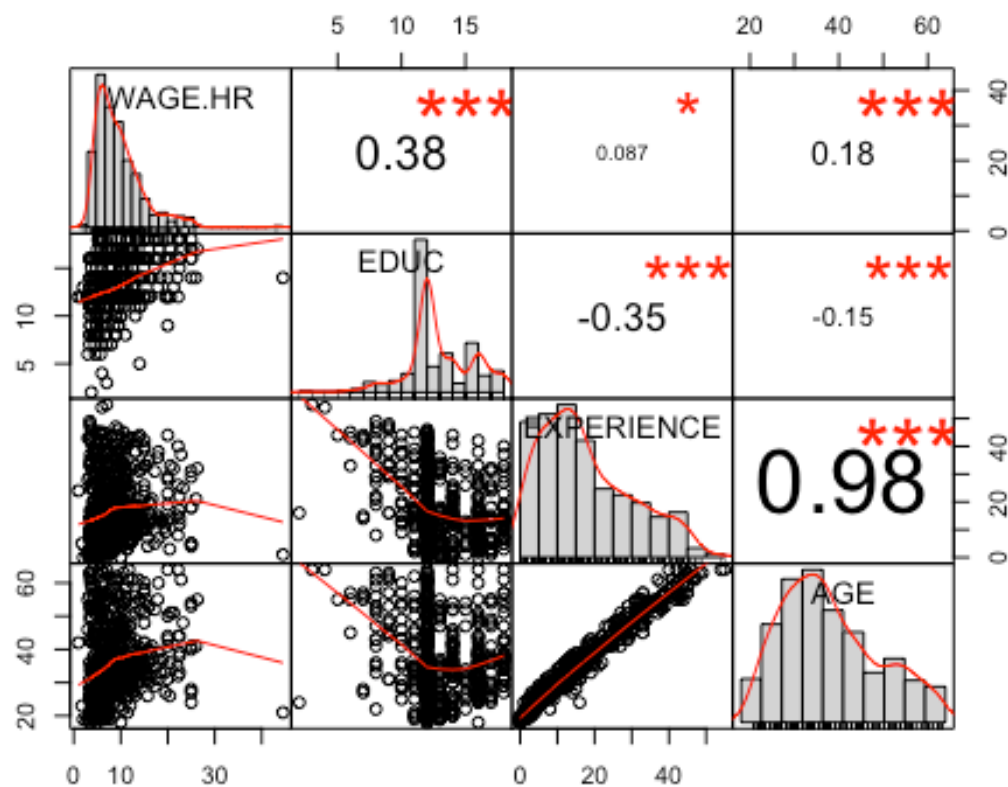 5 10 15 20 40 60
WAGE.HR *** * *** 40
0.38 0.087 0.18 20
0
EDUC *** ***
10 -0.35 -0.15
5
EXPERIENCE *** 40
0.98 20
0
60 AGE
40
20
0 10 30 0 20 40